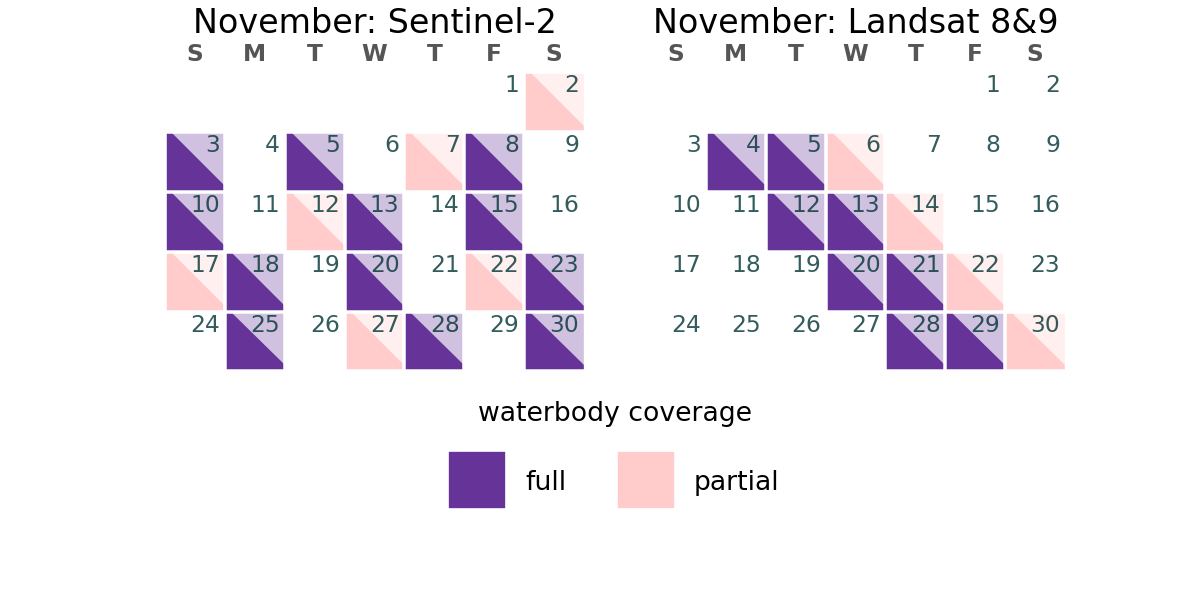 November: Sentinel-2
S M T W T F S
1 2
3 4 5 6 7 8 9
10 11 12 13 14 15 16
17 18 19 20 21 22 23
24 25 26 27 28 29 30
November: Landsat 8&9
S M T W T F S
1 2
3 4 5 6 7 8 9
10 11 12 13 14 15 16
17 18 19 20 21 22 23
24 25 26 27 28 29 30
waterbody coverage
full
partial